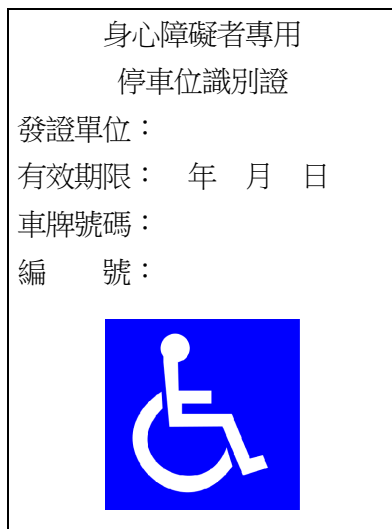 身心障礙者專用
停車位識別證
發證單位：
有效期限：　年　月　日
車牌號碼：
編　　號：